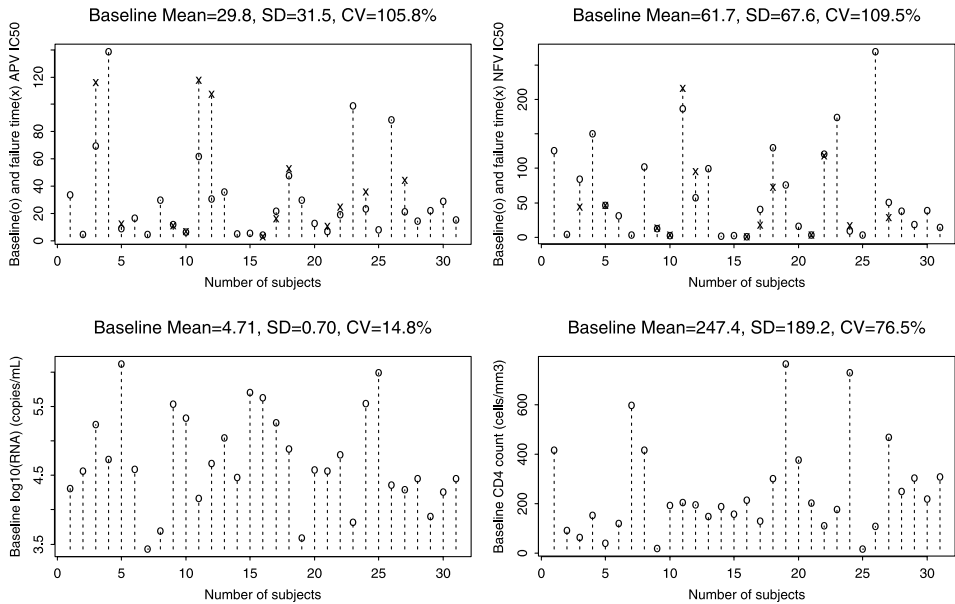 Baseline Mean=29.8, SD=31.5, CV=105.8%
Baseline(o) and failure time(x) APV IC50
0 20 40 60 80 120
0 5 10 15 20 25 30
Number of subjects
Baseline Mean=61.7, SD=67.6, CV=109.5%
Baseline(o) and failure time(x) NFV IC50
0 50 100 200
0 5 10 15 20 25 30
Number of subjects
Baseline Mean=4.71, SD=0.70, CV=14.8%
Baseline log10(RNA) (copies/mL)
3.5 4.5 5.5
0 5 10 15 20 25 30
Number of subjects
Baseline Mean=247.4, SD=189.2, CV=76.5%
Baseline CD4 count (cells/mm3)
0 200 400 600
0 5 10 15 20 25 30
Number of subjects